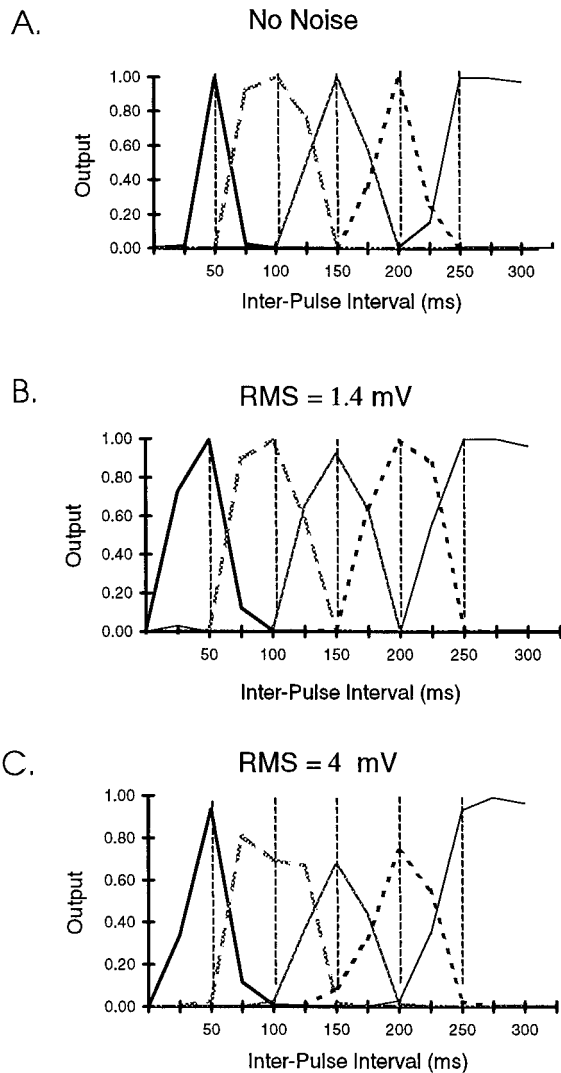 A.
No Noise
1.00
0.80
0.60
0.40
0.20
0.00
Output
50 100 150 200 250 300
Inter-Pulse Interval (ms)
B.
RMS = 1.4 mV
1.00
0.80
0.60
0.40
0.20
0.00
Output
50 100 150 200 250 300
Inter-Pulse Interval (ms)
C.
RMS = 4 mV
1.00
0.80
0.60
0.40
0.20
0.00
Output
50 100 150 200 250 300
Inter-Pulse Interval (ms)